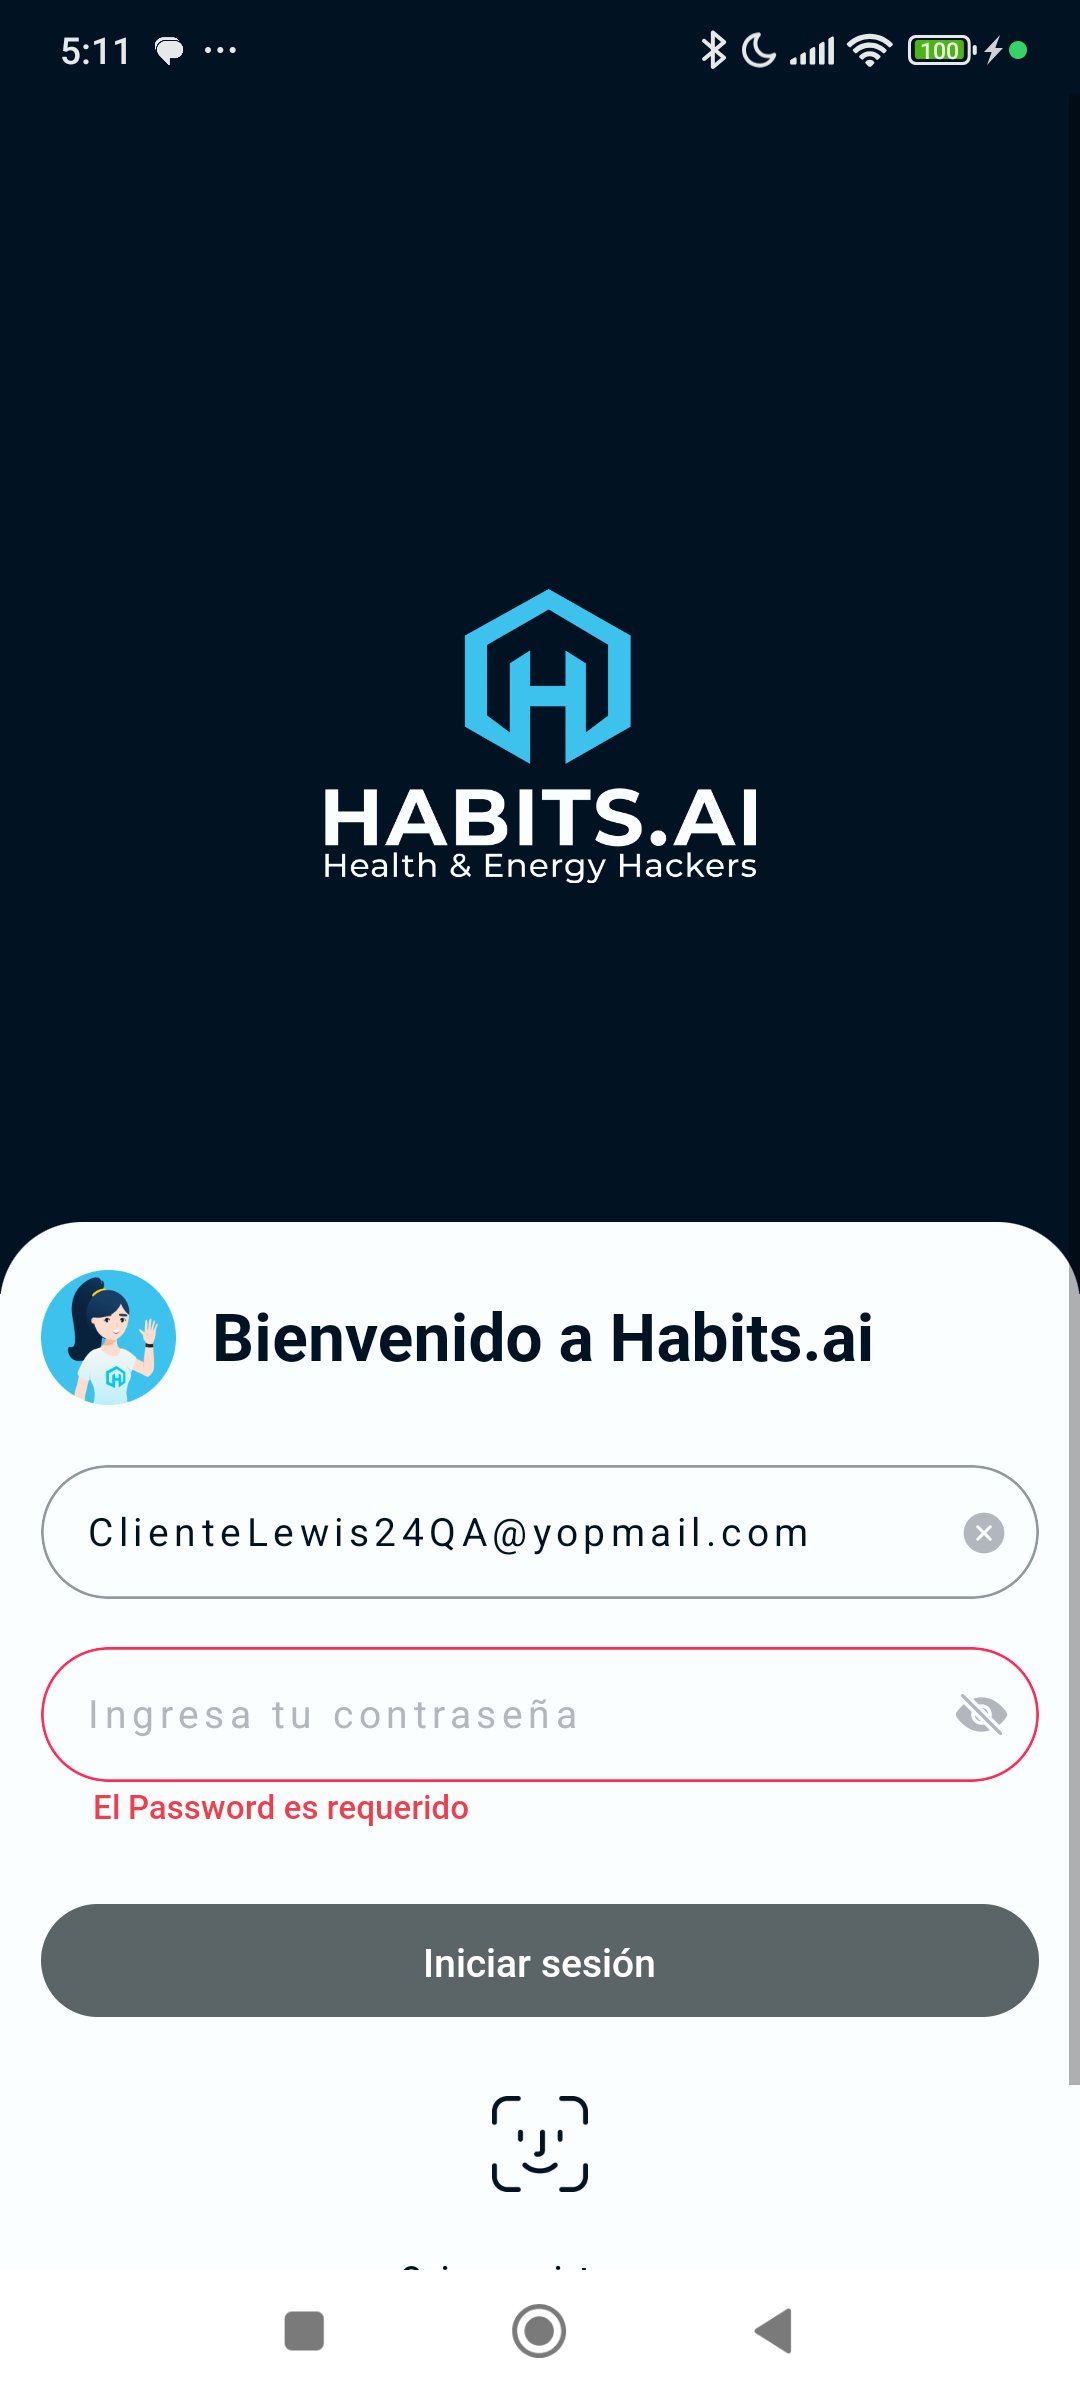 5:11
100
HABITS.AI
Health & Energy Hackers
Bienvenido a Habits.ai
ClienteLewis24QA@yopmail.com
Ingresa tu contraseña
El Password es requerido
Iniciar sesión